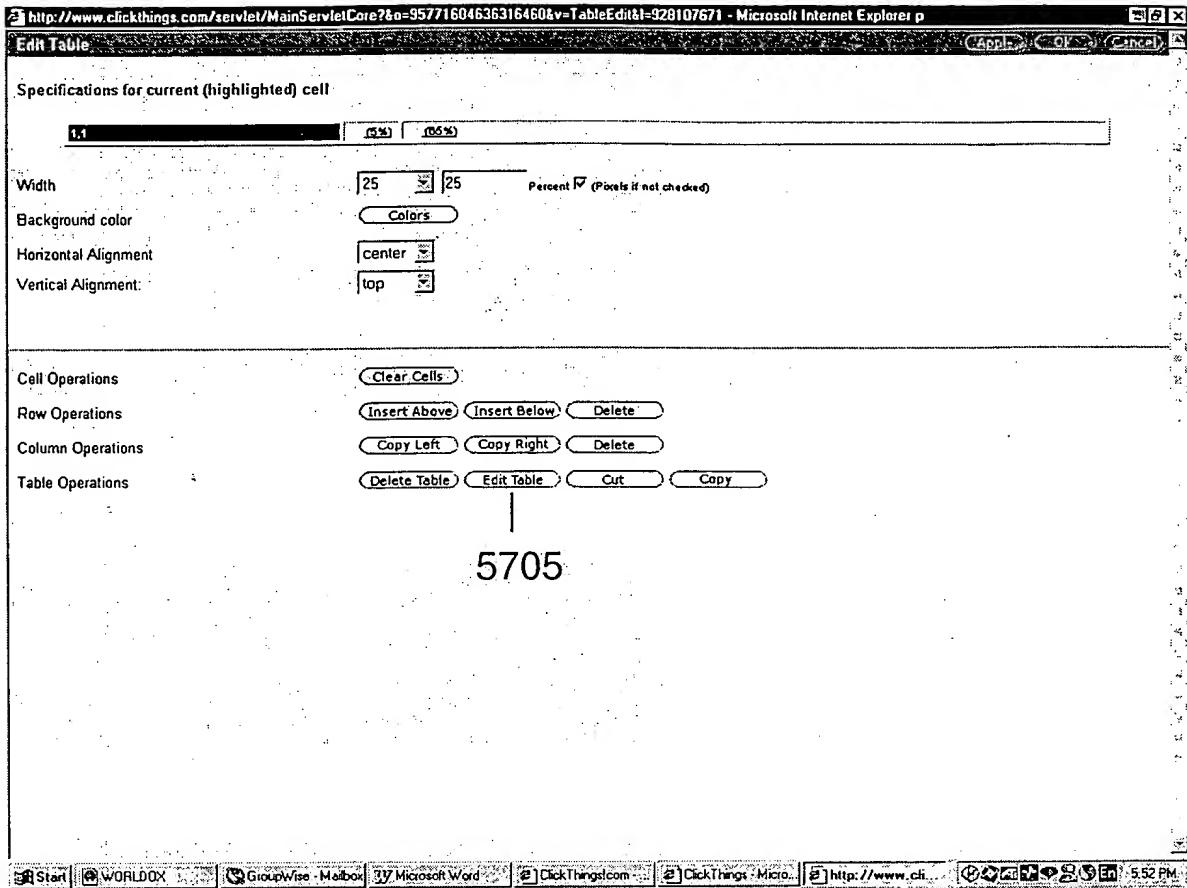 http://www.clickthings.com/servlet/MainServletCore?&o=95771604636316460&v=TableEdit&l=928107671 - Microsoft Internet Explorer p
Edit Table Apply OK Cancel
Specifications for current (highlighted) cell
1,1 (5%) (65%)
Width 25 25 Percent (Pixels if not checked)
Background color Colors
Horizontal Alignment center
Vertical Alignment: top
Cell Operations Clear Cells
Row Operations Insert Above Insert Below Delete
Column Operations Copy Left Copy Right Delete
Table Operations Delete Table Edit Table Cut Copy
5705
Start WORLDOX GroupWise - Mailbox Microsoft Word ClickThings!com ... ClickThings - Micro... http://www.cli... 5:52 PM